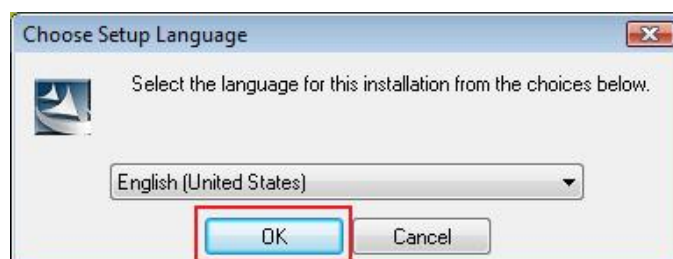 Choose Setup Language
Select the language for this installation from the choices below.
English (United States)
OK
Cancel